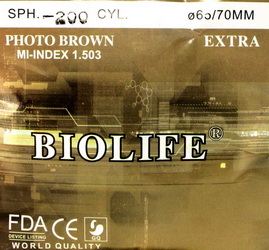 SPH. -200 CYL. ø65/70MM
PHOTO BROWN EXTRA
MI-INDEX 1.503
BIOLIFE®
FDA CE
DEVICE LISTING GQ
WORLD QUALITY